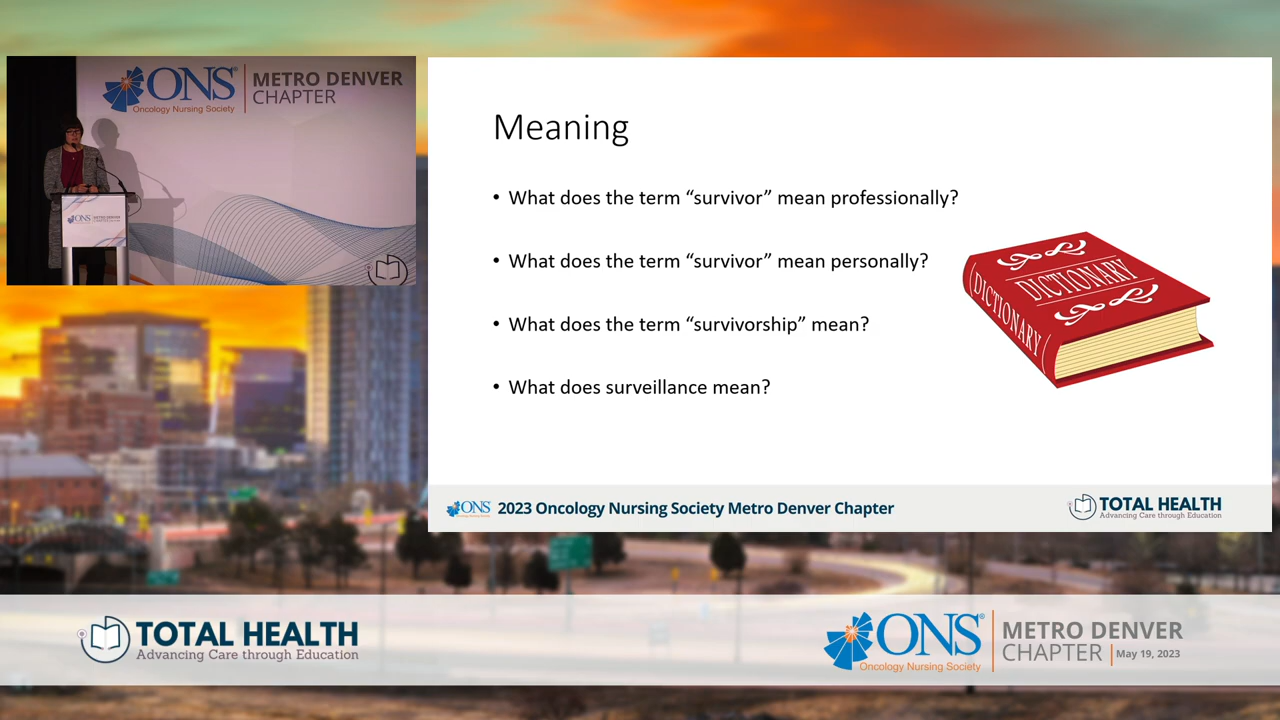 ONS
Oncology Nursing Society
METRO DENVER
CHAPTER
ONS
Meaning
• What does the term “survivor” mean professionally?
• What does the term “survivor” mean personally?
• What does the term “survivorship” mean?
• What does surveillance mean?
DICTIONARY
DICTIONARY
ONS 2023 Oncology Nursing Society Metro Denver Chapter
TOTAL HEALTH
Advancing Care through Education
TOTAL HEALTH
Advancing Care through Education
ONS
Oncology Nursing Society
METRO DENVER
CHAPTER | May 19, 2023